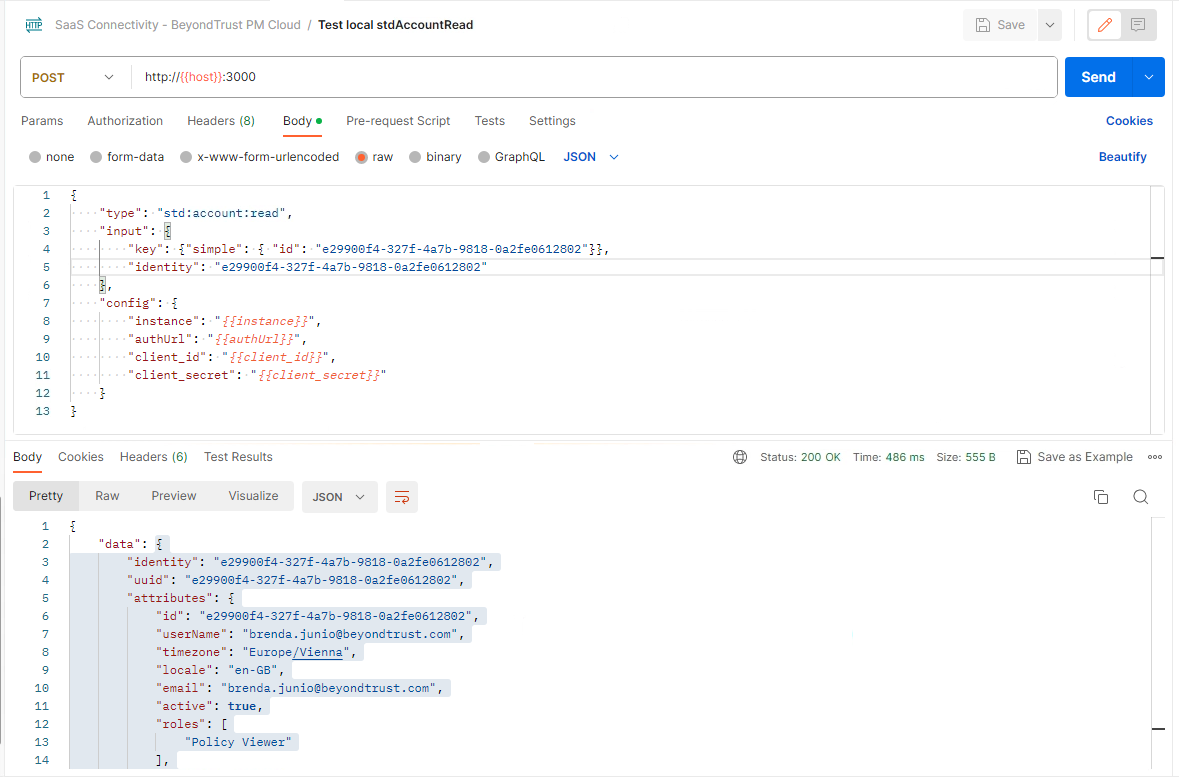 HTTP SaaS Connectivity - BeyondTrust PM Cloud / Test local stdAccountRead Save
POST http://{{host}}:3000 Send
Params Authorization Headers (8) Body Pre-request Script Tests Settings Cookies
none form-data x-www-form-urlencoded raw binary GraphQL JSON Beautify
1 {
2 ····"type":·"std:account:read",
3 ····"input":·{
4 ········"key":·{"simple":·{·"id":·"e29900f4-327f-4a7b-9818-0a2fe0612802"}},
5 ········"identity":·"e29900f4-327f-4a7b-9818-0a2fe0612802"
6 ····},
7 ····"config":·{
8 ········"instance":·"{{instance}}",
9 ········"authUrl":·"{{authUrl}}",
10 ········"client_id":·"{{client_id}}",
11 ········"client_secret":·"{{client_secret}}"
12 ····}
13 }
Body Cookies Headers (6) Test Results Status: 200 OK Time: 486 ms Size: 555 B Save as Example
Pretty Raw Preview Visualize JSON
1 {
2 "data": {
3 "identity": "e29900f4-327f-4a7b-9818-0a2fe0612802",
4 "uuid": "e29900f4-327f-4a7b-9818-0a2fe0612802",
5 "attributes": {
6 "id": "e29900f4-327f-4a7b-9818-0a2fe0612802",
7 "userName": "brenda.junio@beyondtrust.com",
8 "timezone": "Europe/Vienna",
9 "locale": "en-GB",
10 "email": "brenda.junio@beyondtrust.com",
11 "active": true,
12 "roles": [
13 "Policy Viewer"
14 ],